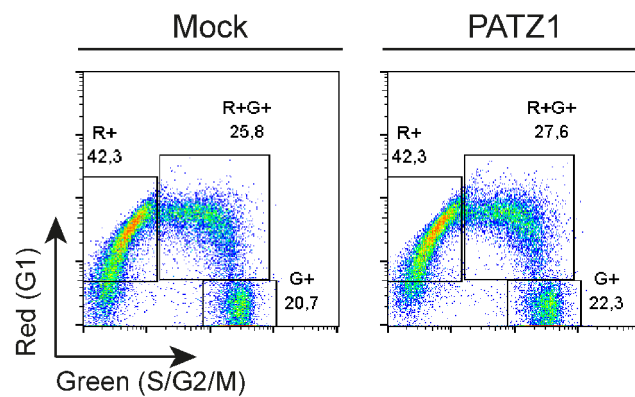 Mock
PATZ1
R+G+
25,8
R+
42,3
G+
20,7
R+G+
27,6
R+
42,3
G+
22,3
Red (G1)
Green (S/G2/M)